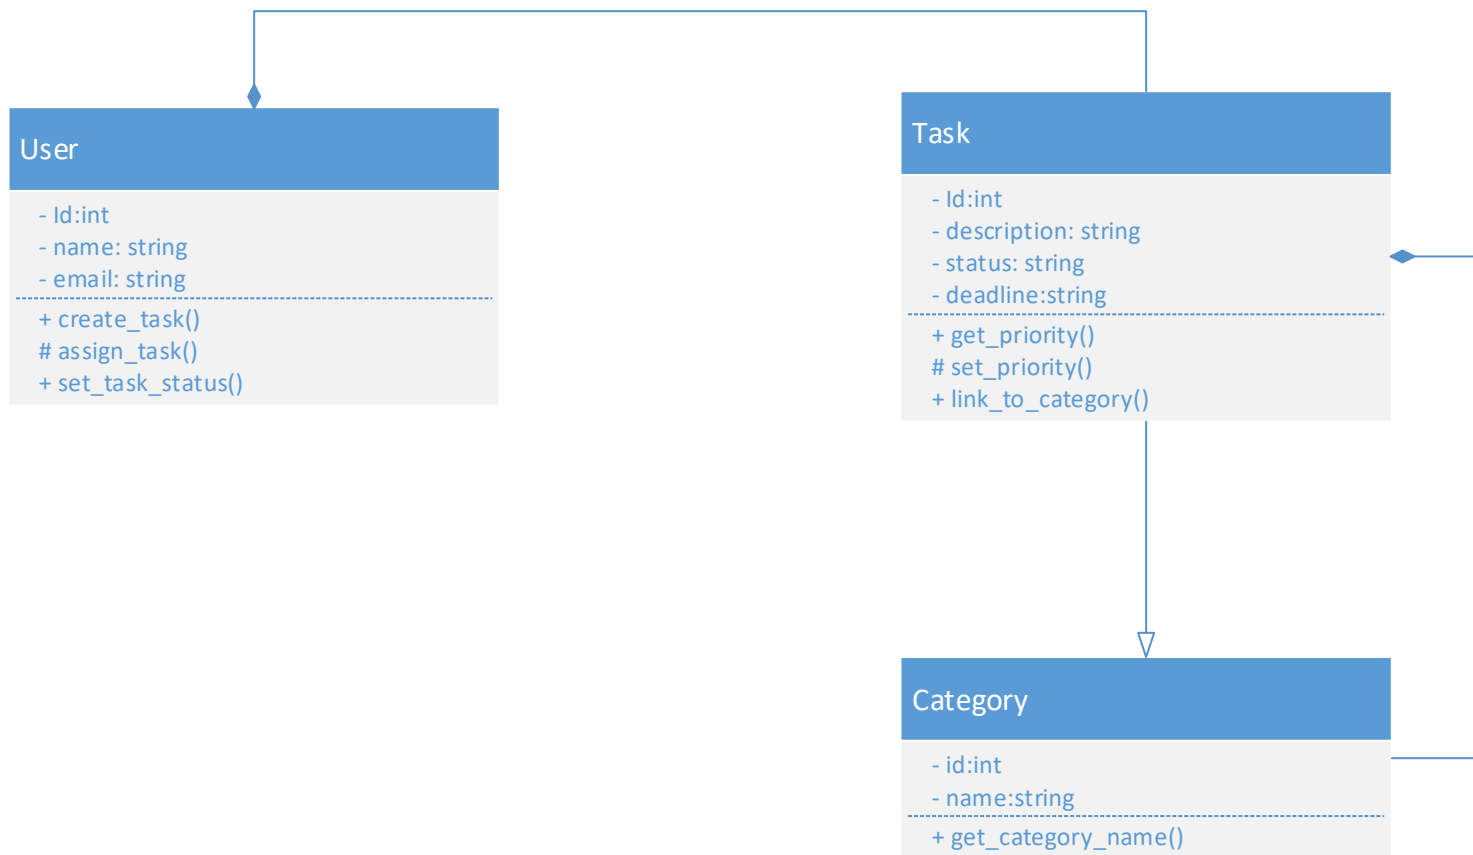 User
- Id:int
- name: string
- email: string
+ create_task()
# assign_task()
+ set_task_status()
Task
- Id:int
- description: string
- status: string
- deadline:string
+ get_priority()
# set_priority()
+ link_to_category()
Category
- id:int
- name:string
+ get_category_name()